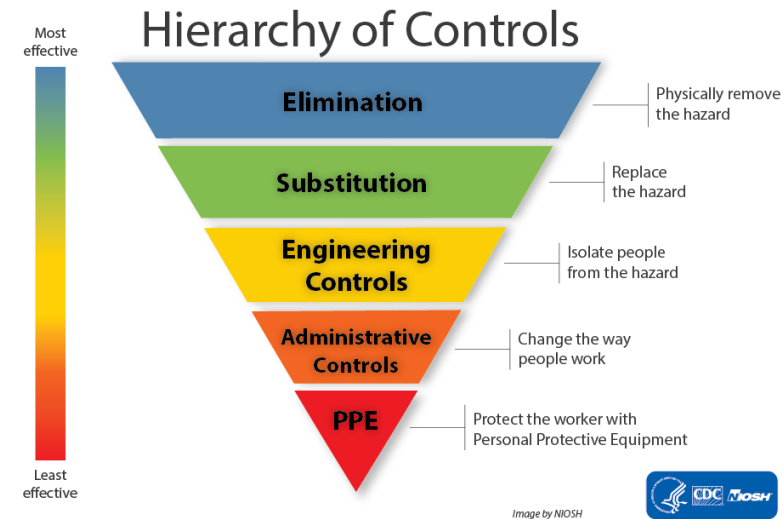 Hierarchy of Controls
Most
effective
Elimination
Physically remove
the hazard
Substitution
Replace
the hazard
Engineering
Controls
Isolate people
from the hazard
Administrative
Controls
Change the way
people work
PPE
Protect the worker with
Personal Protective Equipment
Least
effective
CDC NIOSH
Image by NIOSH